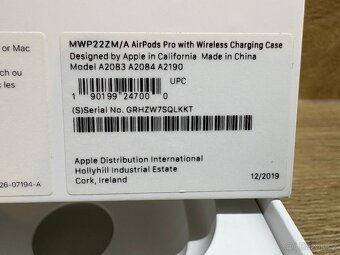 MWP22ZM/A AirPods Pro with Wireless Charging Case
Designed by Apple in California Made in China
Model A2083 A2084 A2190
or Mac
ch ou
c les
UPC
1 90199 24700 0
(S)Serial No. GRHZW7SQLKKT
Apple Distribution International
Hollyhill Industrial Estate
Cork, Ireland
12/2019
26-07194-A